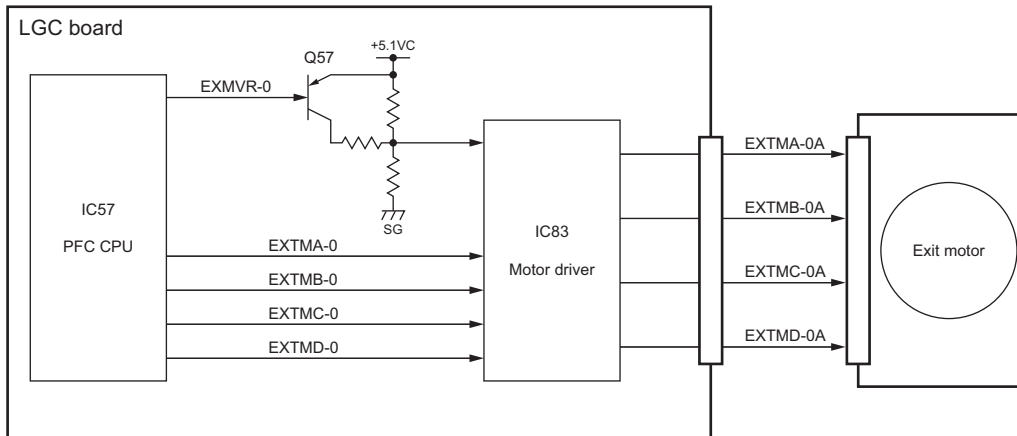 LGC board
+5.1VC
Q57
EXMVR-0
SG
IC57
PFC CPU
EXTMA-0
EXTMB-0
EXTMC-0
EXTMD-0
IC83
Motor driver
EXTMA-0A
EXTMB-0A
EXTMC-0A
EXTMD-0A
Exit motor